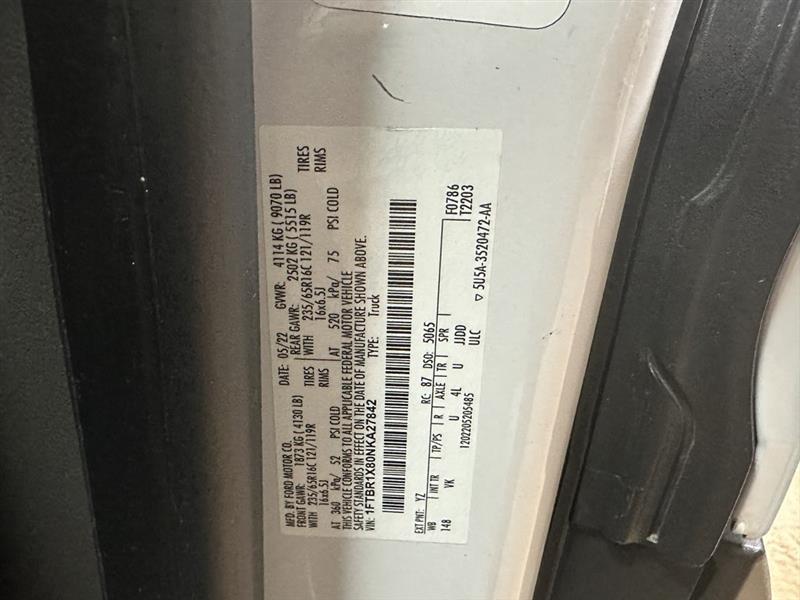 MFD. BY FORD MOTOR CO.
DATE: 05/22 GVWR: 4114 KG ( 9070 LB)
FRONT GAWR: 1873 KG ( 4130 LB) REAR GAWR: 2502 KG ( 5515 LB)
WITH 235/65R16C 121/119R TIRES WITH 235/65R16C 121/119R TIRES
16x6.5J RIMS 16x6.5J RIMS
AT 360 kPa/ 52 PSI COLD AT 520 kPa/ 75 PSI COLD
THIS VEHICLE CONFORMS TO ALL APPLICABLE FEDERAL MOTOR VEHICLE
SAFETY STANDARDS IN EFFECT ON THE DATE OF MANUFACTURE SHOWN ABOVE.
VIN: 1FTBR1X80NKA27842 TYPE: Truck
F0786
T2203
EXT PNT: YZ RC: 87 DSO: 5065
WB INT TR TP/PS R AXLE TR SPR
148 VK U 4L U JJDD
1202205205485 ULC
▽ 5U5A-3520472-AA